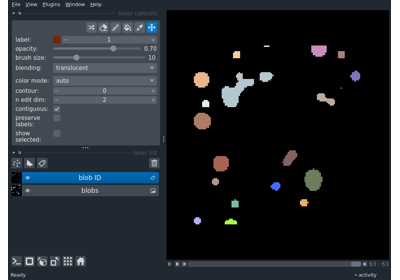 File View Plugins Window Help
layer controls
label: 1
opacity: 0.70
brush size: 10
blending: translucent
color mode: auto
contour: 0
n edit dim: 2
contiguous:
preserve
labels:
show
selected:
layer list
blob ID
blobs
63 63
Ready
activity